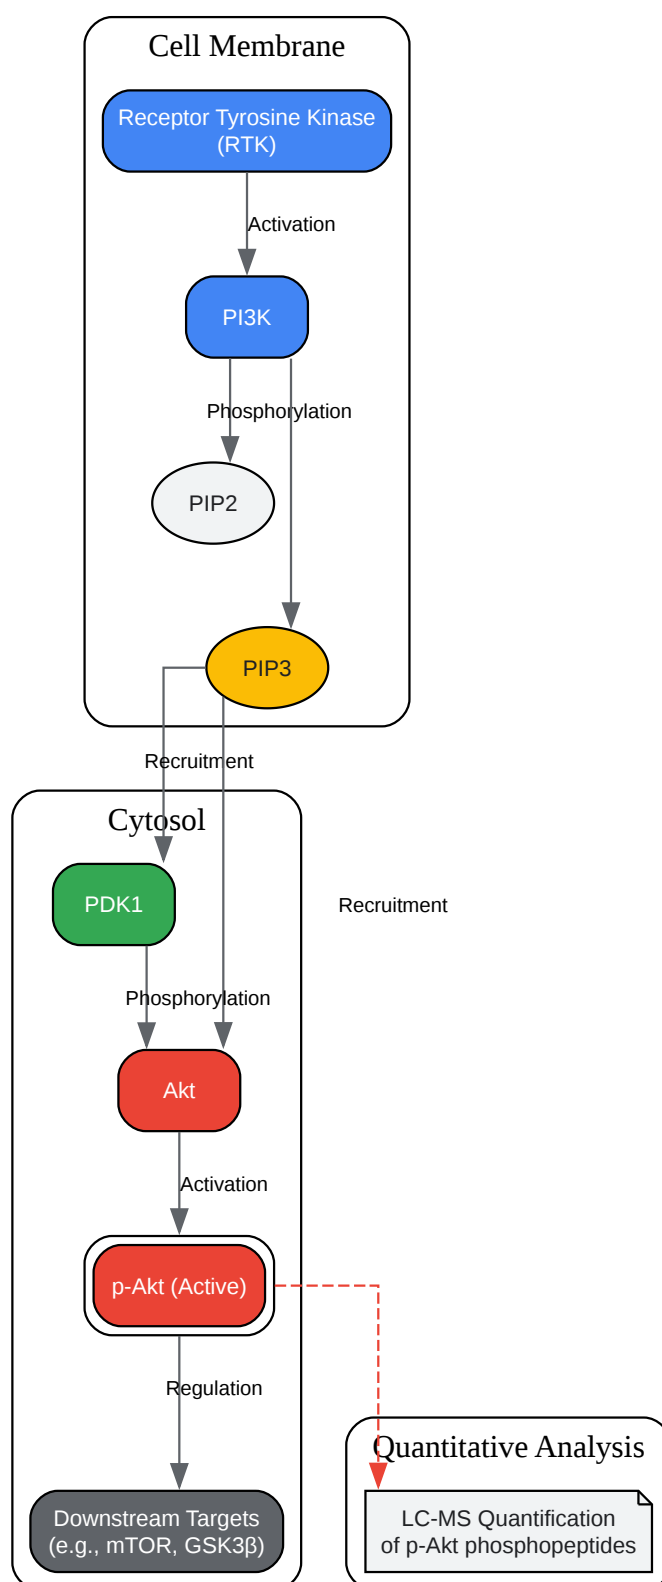 Cell Membrane
Receptor Tyrosine Kinase
(RTK)
Activation
PI3K
Phosphorylation
PIP2
PIP3
Recruitment
Cytosol
PDK1
Recruitment
Phosphorylation
Akt
Activation
p-Akt (Active)
Regulation
Quantitative Analysis
Downstream Targets
(e.g., mTOR, GSK3β)
LC-MS Quantification
of p-Akt phosphopeptides